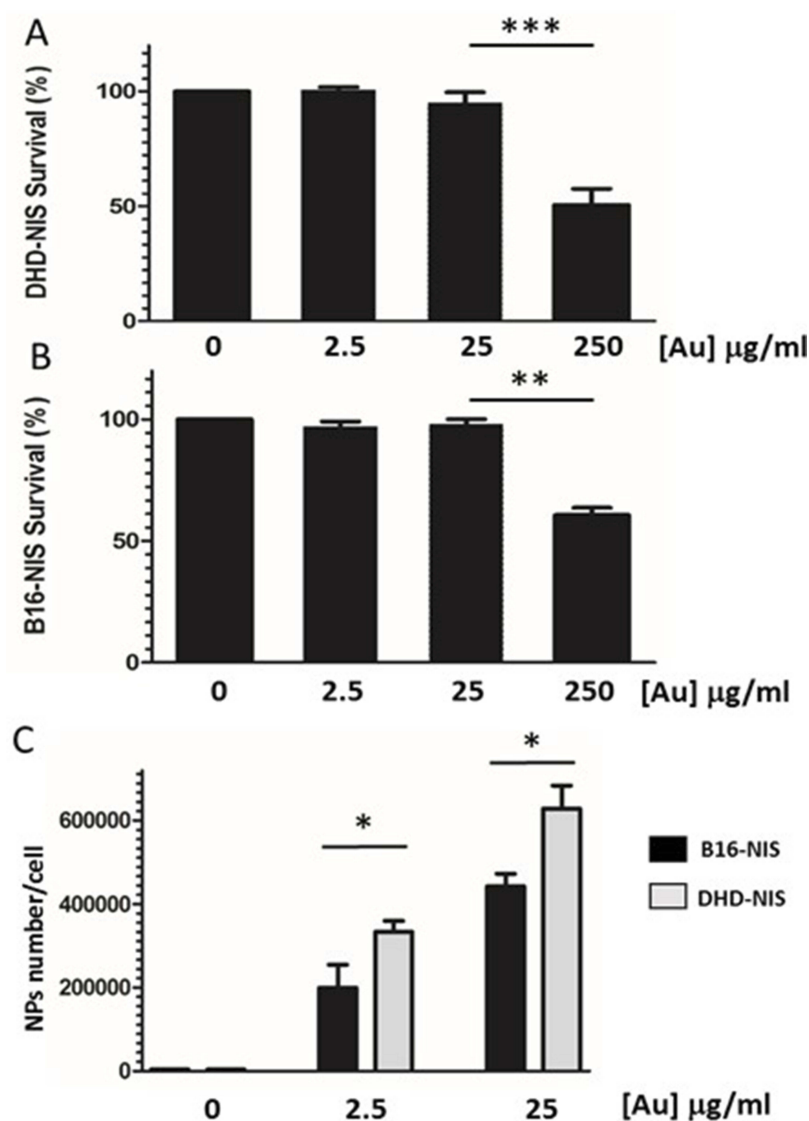 A
***
DHD-NIS Survival (%)
100
50
0
0 2.5 25 250 [Au] μg/ml
B
**
B16-NIS Survival (%)
100
50
0
0 2.5 25 250 [Au] μg/ml
C
*
*
NPs number/cell
600000
400000
200000
0
B16-NIS
DHD-NIS
0 2.5 25 [Au] μg/ml